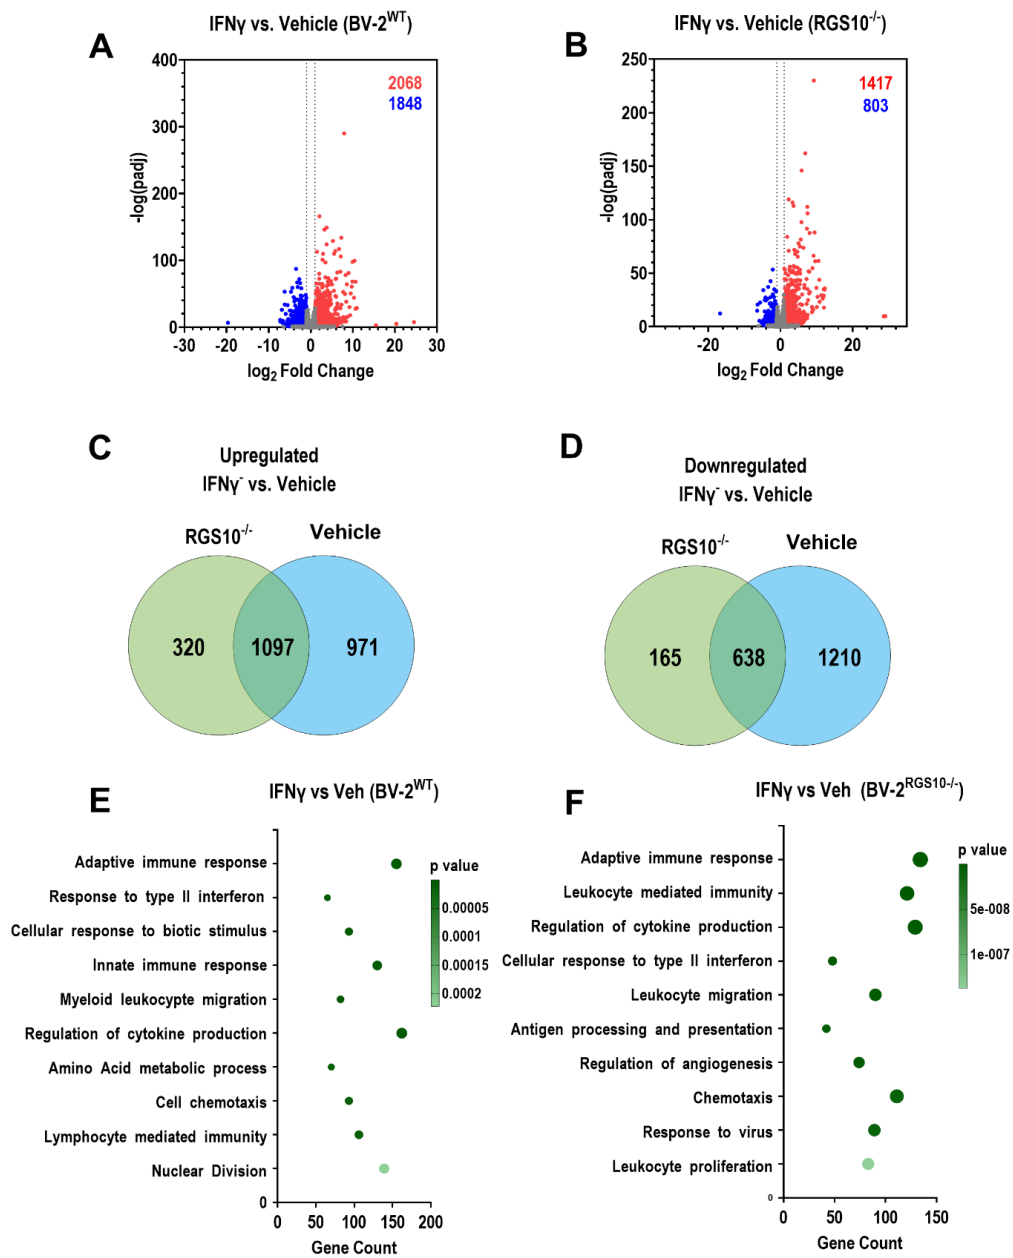 A
IFNγ vs. Vehicle (BV-2WT)
400
300
200
100
0
-log(padj)
2068
1848
-30 -20 -10 0 10 20 30
log2 Fold Change
B
IFNγ vs. Vehicle (RGS10-/-)
250
200
150
100
50
0
-log(padj)
1417
803
-20 0 20
log2 Fold Change
C
Upregulated
IFNγ- vs. Vehicle
RGS10-/- Vehicle
320 1097 971
D
Downregulated
IFNγ- vs. Vehicle
RGS10-/- Vehicle
165 638 1210
E
IFNγ vs Veh (BV-2WT)
Adaptive immune response
Response to type II interferon
Cellular response to biotic stimulus
Innate immune response
Myeloid leukocypte migration
Regulation of cytokine production
Amino Acid metabolic process
Cell chemotaxis
Lymphocyte mediated immunity
Nuclear Division
0
0 50 100 150 200
Gene Count
p value
0.00005
0.0001
0.00015
0.0002
F
IFNγ vs Veh (BV-2RGS10-/-)
Adaptive immune response
Leukocyte mediated immunity
Regulation of cytokine production
Cellular response to type II interferon
Leukocyte migration
Antigen processing and presentation
Regulation of angiogenesis
Chemotaxis
Response to virus
Leukocyte proliferation
0
0 50 100 150
Gene Count
p value
5e-008
1e-007